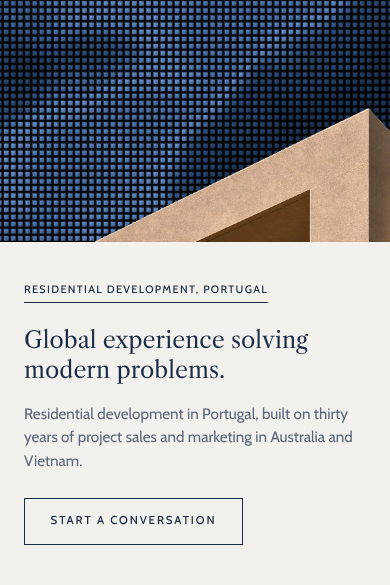 RESIDENTIAL DEVELOPMENT, PORTUGAL
Global experience solving
modern problems.
Residential development in Portugal, built on thirty
years of project sales and marketing in Australia and
Vietnam.
START A CONVERSATION